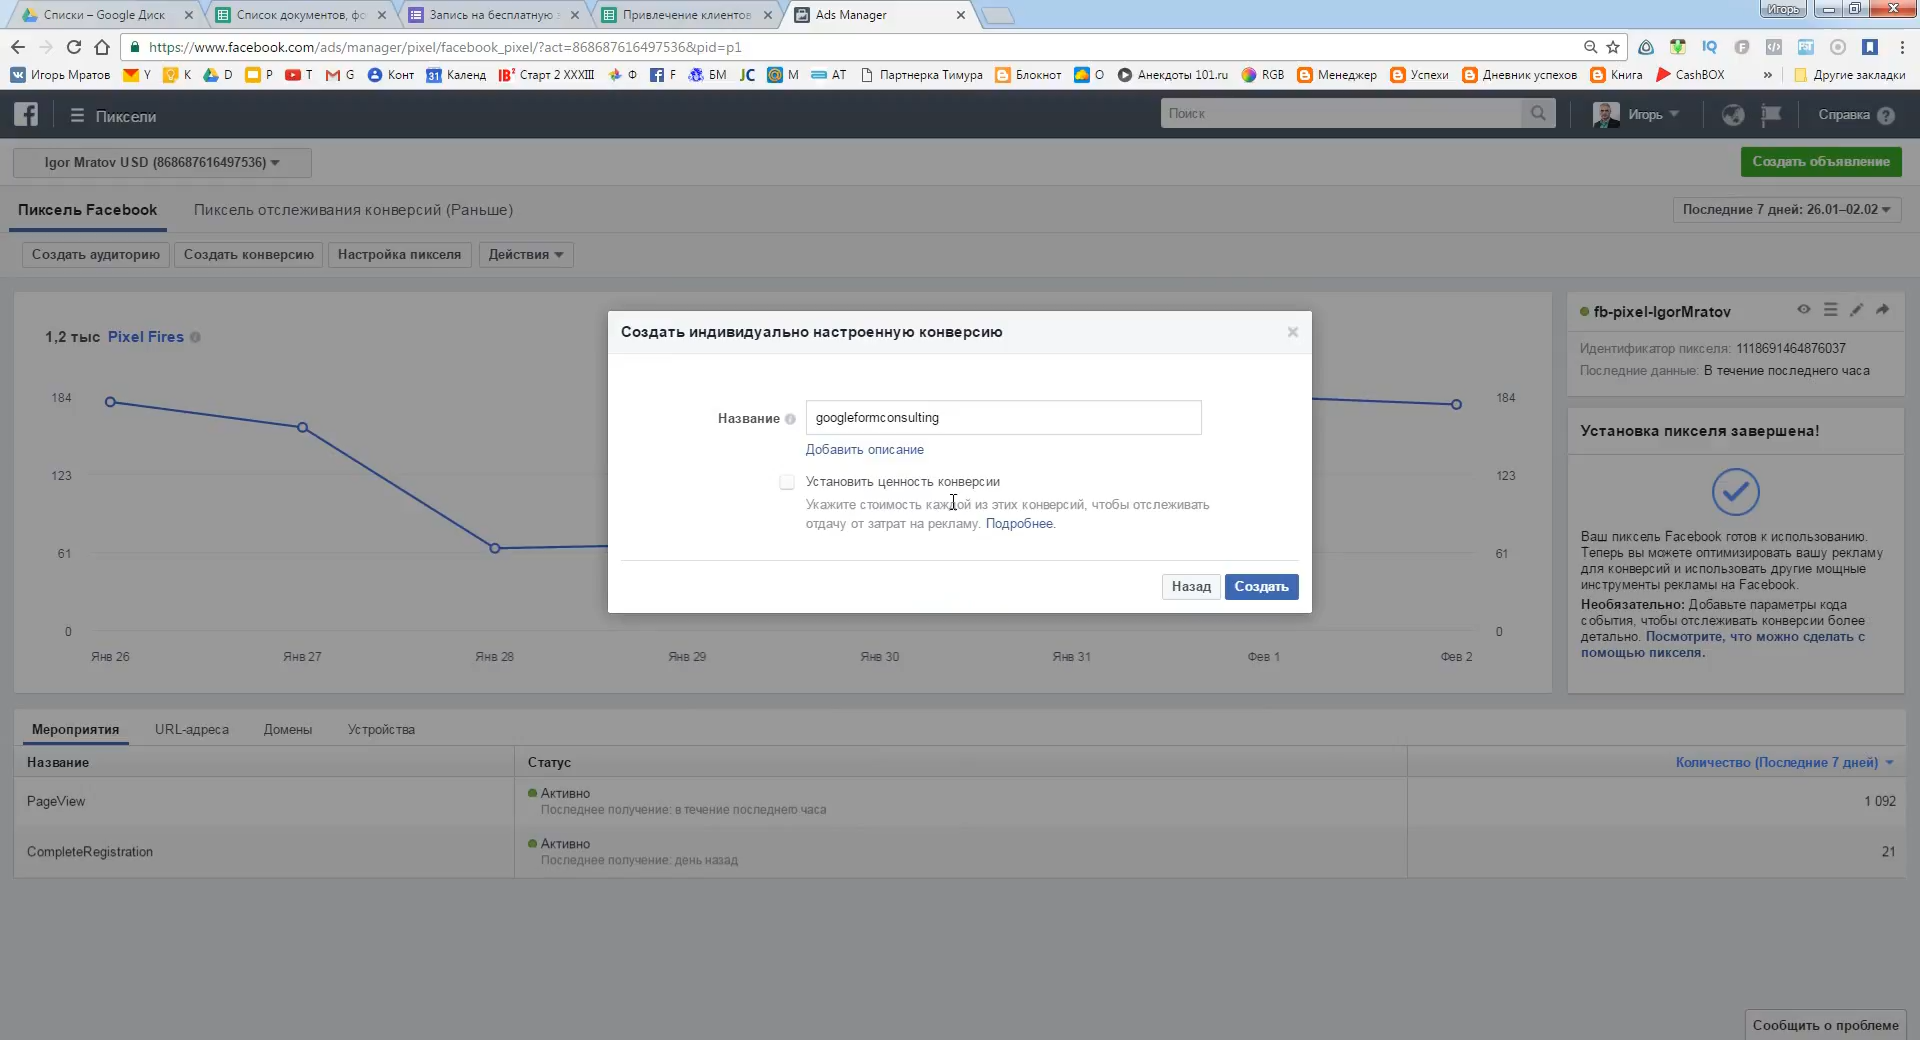 Списки – Google Диск
Список документов, фо
Запись на бесплатную
Привлечение клиентов
Ads Manager
Игорь
https://www.facebook.com/ads/manager/pixel/facebook_pixel/?act=868687616497536&pid=p1
Игорь Мратов
Y
K
D
P
T
G
Конт
Календ
Старт 2 XXXIII
Ф
F
БМ
JC
М
АТ
Партнерка Тимура
Блокнот
О
Анекдоты 101.ru
RGB
Менеджер
Успехи
Дневник успехов
Книга
CashBOX
»
Другие закладки
Пиксели
Поиск
Игорь
Справка
Igor Mratov USD (868687616497536)
Создать объявление
Пиксель Facebook
Пиксель отслеживания конверсий (Раньше)
Последние 7 дней: 26.01–02.02
Создать аудиторию
Создать конверсию
Настройка пикселя
Действия
1,2 тыс Pixel Fires
184
123
61
0
184
123
61
0
Янв 26
Янв 27
Янв 28
Янв 29
Янв 30
Янв 31
Фев 1
Фев 2
Создать индивидуально настроенную конверсию
Название
googleformconsulting
Добавить описание
Установить ценность конверсии
Укажите стоимость каждой из этих конверсий, чтобы отслеживать
отдачу от затрат на рекламу. Подробнее.
Назад
Создать
fb-pixel-IgorMratov
Идентификатор пикселя: 1118691464876037
Последние данные: В течение последнего часа
Установка пикселя завершена!
Ваш пиксель Facebook готов к использованию.
Теперь вы можете оптимизировать вашу рекламу
для конверсий и использовать другие мощные
инструменты рекламы на Facebook.
Необязательно: Добавьте параметры кода
события, чтобы отслеживать конверсии более
детально. Посмотрите, что можно сделать с
помощью пикселя.
Мероприятия
URL-адреса
Домены
Устройства
Название
Статус
Количество (Последние 7 дней)
PageView
Активно
Последнее получение: в течение последнего часа
1 092
CompleteRegistration
Активно
Последнее получение: день назад
21
Сообщить о проблеме